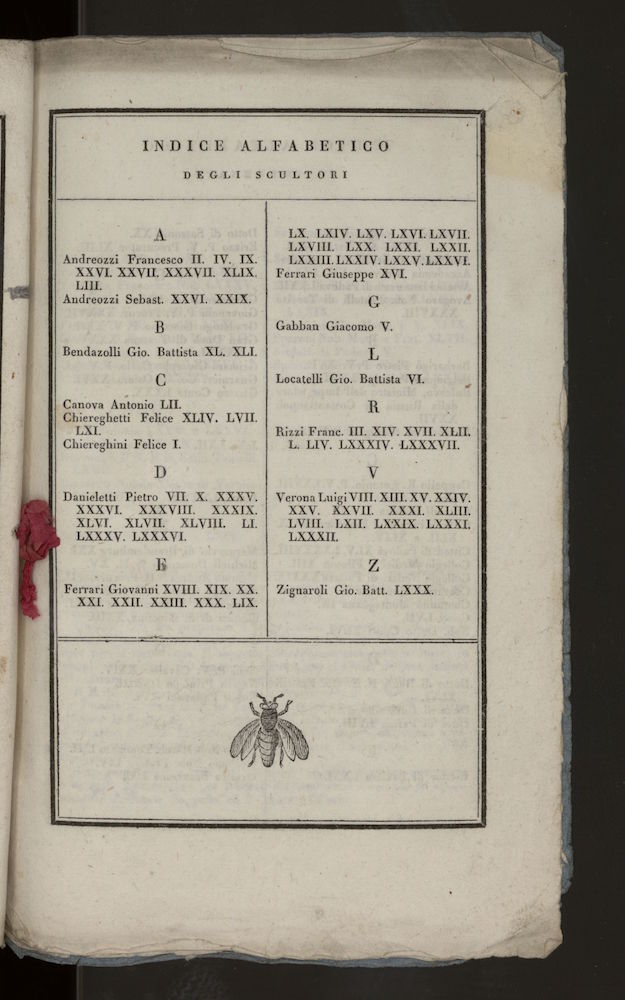 INDICE ALFABETICO
DEGLI SCULTORI
A
Andreozzi Francesco II. IV. IX.
XXVI. XXVII. XXXVII. XLIX.
LIII.
Andreozzi Sebast. XXVI. XXIX.
B
Bendazolli Gio. Battista XL. XLI.
C
Canova Antonio LII.
Chiereghetti Felice XLIV. LVII.
LXI.
Chiereghini Felice I.
D
Danieletti Pietro VII. X. XXXV.
XXXVI. XXXVIII. XXXIX.
XLVI. XLVII. XLVIII. LI.
LXXXV. LXXXVI.
F
Ferrari Giovanni XVIII. XIX. XX.
XXI. XXII. XXIII. XXX. LIX.
LX. LXIV. LXV. LXVI. LXVII.
LXVIII. LXX. LXXI. LXXII.
LXXIII. LXXIV. LXXV. LXXVI.
Ferrari Giuseppe XVI.
G
Gabban Giacomo V.
L
Locatelli Gio. Battista VI.
R
Rizzi Franc. III. XIV. XVII. XLII.
L. LIV. LXXXIV. LXXXVII.
V
Verona Luigi VIII. XIII. XV. XXIV.
XXV. XXVII. XXXI. XLIII.
LVIII. LXII. LXXIX. LXXXI.
LXXXII.
Z
Zignaroli Gio. Batt. LXXX.